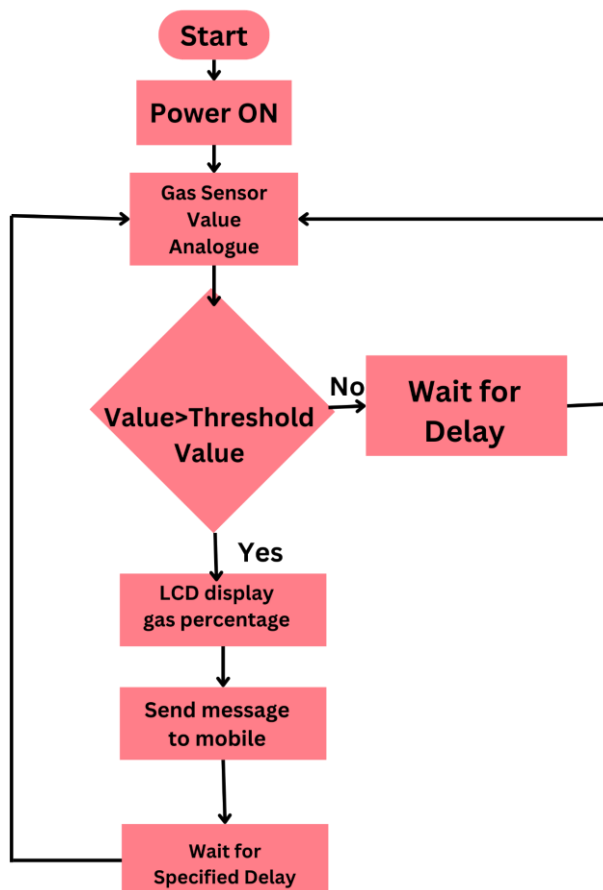 Start
Power ON
Gas Sensor
Value
Analogue
Value>Threshold
Value
No
Wait for
Delay
Yes
LCD display
gas percentage
Send message
to mobile
Wait for
Specified Delay